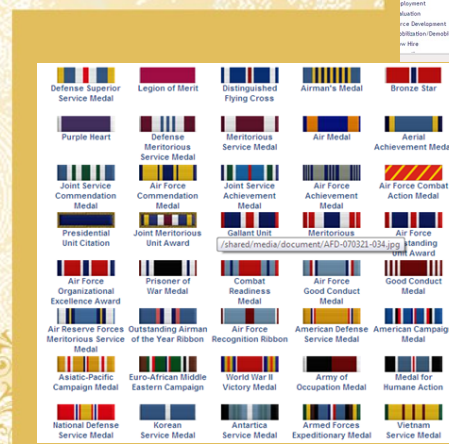 ployment
aluation
rce Development
obilization/Demobil
w Hire
Defense Superior Legion of Merit Distinguished Airman's Medal Bronze Star
Service Medal Flying Cross
Purple Heart Defense Meritorious Air Medal Aerial
Meritorious Service Medal Achievement Meda
Service Medal
Joint Service Air Force Joint Service Air Force Air Force Combat
Commendation Commendation Achievement Achievement Action Medal
Medal Medal Medal Medal
Presidential Joint Meritorious Gallant Unit Meritorious Air Force
Unit Citation Unit Award
/shared/media/document/AFD-070321-034.jpg
standing
Unit Award
Air Force Prisoner of Combat Air Force Good Conduct
Organizational War Medal Readiness Good Conduct Medal
Excellence Award Medal Medal
Air Reserve Forces Outstanding Airman Air Force American Defense American Campaig
Meritorious Service of the Year Ribbon Recognition Ribbon Service Medal Medal
Medal
Asiatic-Pacific Euro-African Middle World War II Army of Medal for
Campaign Medal Eastern Campaign Victory Medal Occupation Medal Humane Action
National Defense Korean Antartica Armed Forces Vietnam
Service Medal Service Medal Service Medal Expeditionary Medal Service Medal